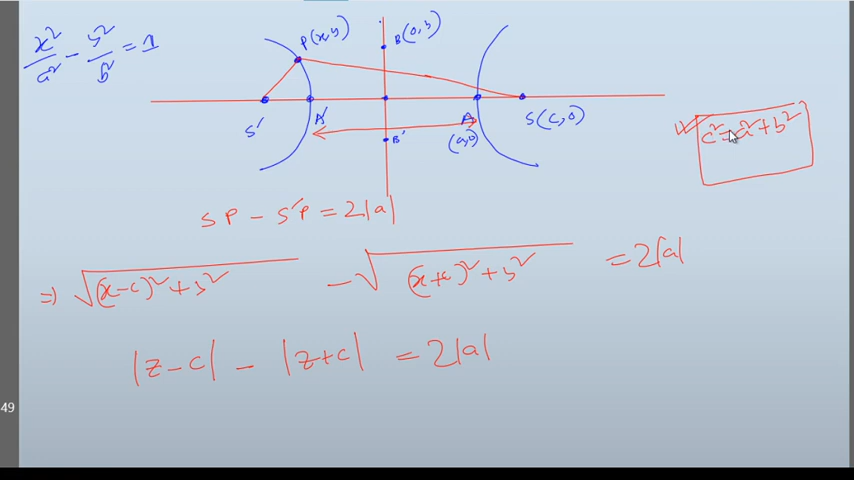 x²/a² - y²/b² = 1
P(x,y)
B(0,b)
S'
A'
A
(a,0)
S(C,0)
B'
c² = a² + b²
SP - S'P = 2|a|
⇒ √(x-c)² + y² - √(x+c)² + y² = 2|a|
|z-c| - |z+c| = 2|a|
49